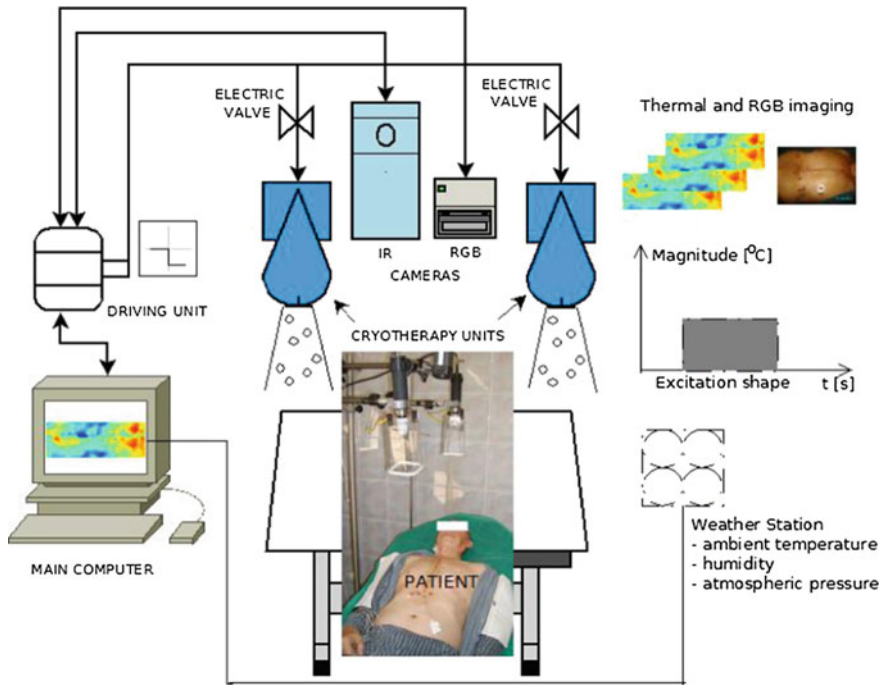 ELECTRIC
VALVE
ELECTRIC
VALVE
Thermal and RGB imaging
IR
RGB
CAMERAS
DRIVING UNIT
Magnitude [°C]
CRYOTHERAPY UNITS
Excitation shape
t [s]
PATIENT
MAIN COMPUTER
Weather Station
- ambient temperature
- humidity
- atmospheric pressure